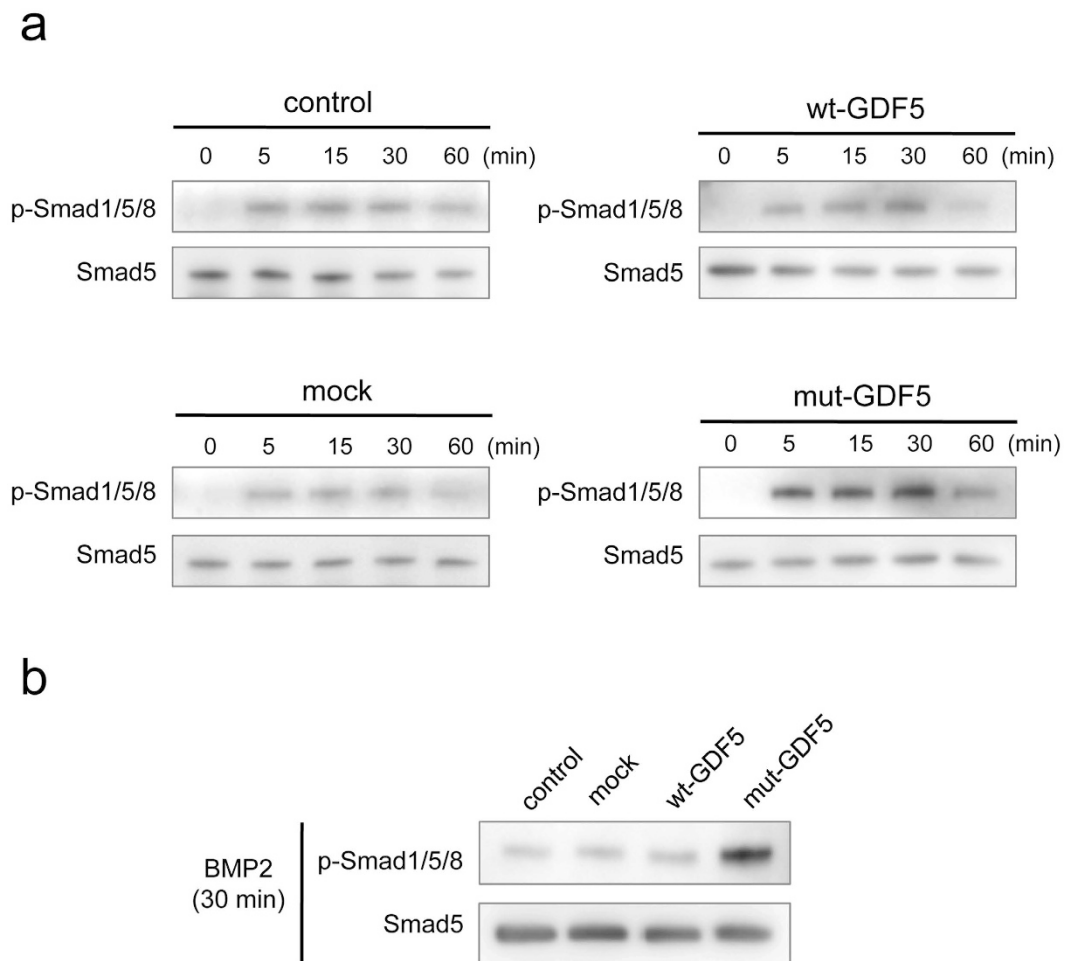 a
control
0 5 15 30 60 (min)
p-Smad1/5/8
Smad5
wt-GDF5
0 5 15 30 60 (min)
p-Smad1/5/8
Smad5
mock
0 5 15 30 60 (min)
p-Smad1/5/8
Smad5
mut-GDF5
0 5 15 30 60 (min)
p-Smad1/5/8
Smad5
b
control
mock
wt-GDF5
mut-GDF5
BMP2
(30 min)
p-Smad1/5/8
Smad5